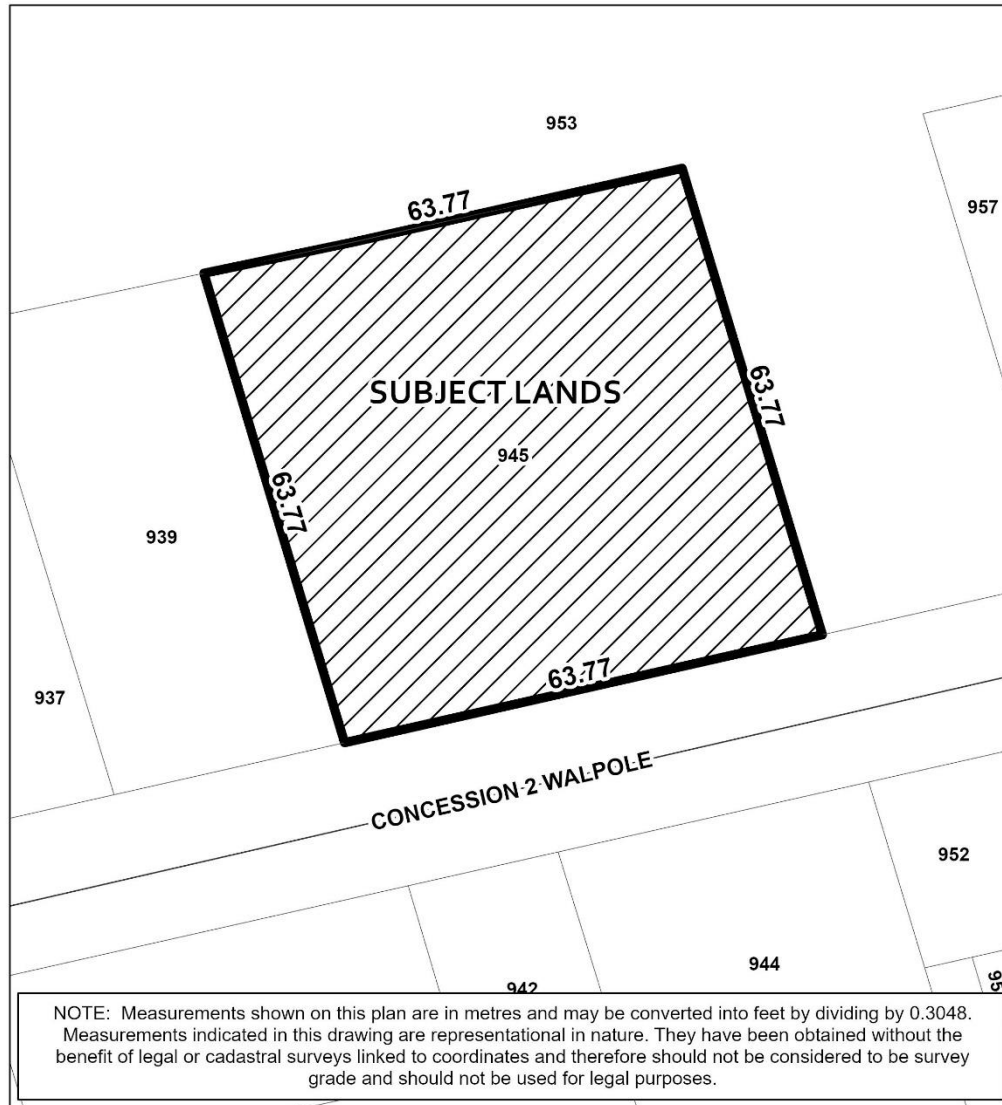 953
63.77
957
SUBJECT LANDS
63.77
945
63.77
939
63.77
937
CONCESSION 2 WALPOLE
952
944
942
NOTE: Measurements shown on this plan are in metres and may be converted into feet by dividing by 0.3048.
Measurements indicated in this drawing are representational in nature. They have been obtained without the
benefit of legal or cadastral surveys linked to coordinates and therefore should not be considered to be survey
grade and should not be used for legal purposes.